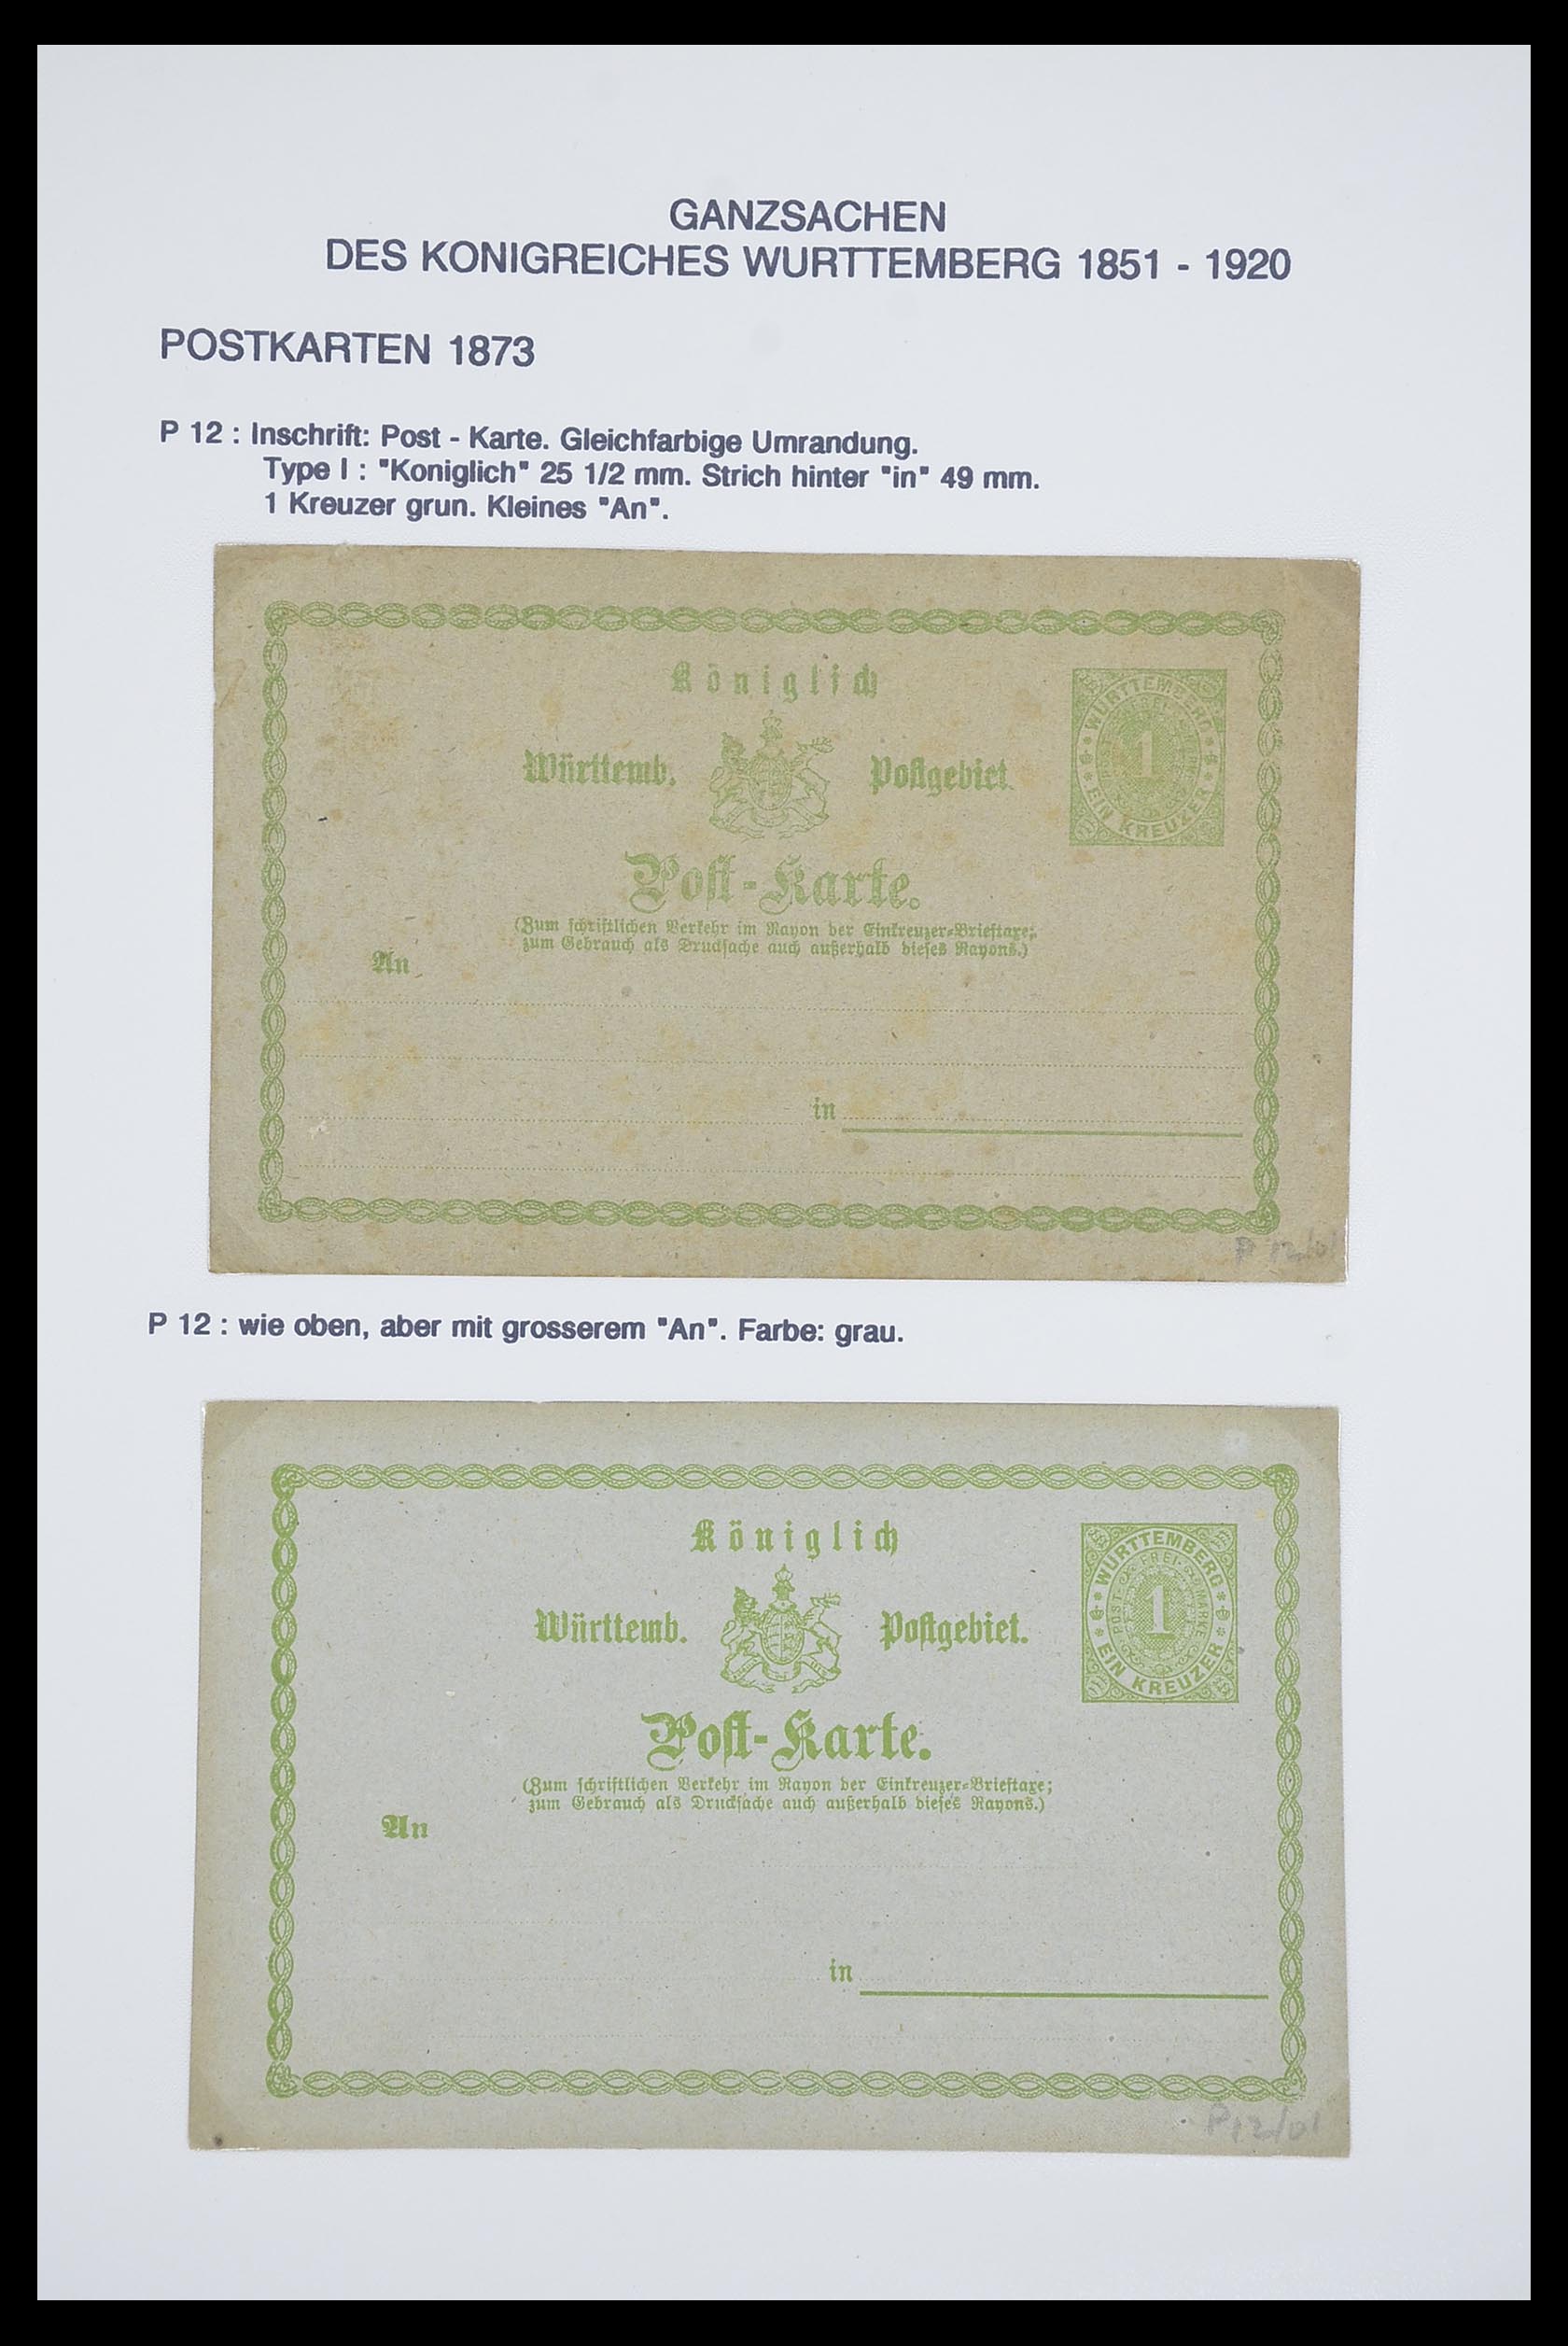 GANZSACHEN
DES KONIGREICHES WURTTEMBERG 1851 - 1920
POSTKARTEN 1873
P 12 : Inschrift: Post - Karte. Gleichfarbige Umrandung.
Type I : "Koniglich" 25 1/2 mm. Strich hinter "in" 49 mm.
1 Kreuzer grun. Kleines "An".
Königlich
Württemb. Postgebiet.
WÜRTTEMBERG
FREI-
1
EIN KREUZER
Post-Karte.
(Zum schriftlichen Verkehr im Rayon der Einkreuzer-Brieftaxe;
zum Gebrauch als Drucksache auch außerhalb dieses Rayons.)
An
in
P 12/01
P 12 : wie oben, aber mit grosserem "An". Farbe: grau.
Königlich
Württemb. Postgebiet.
WÜRTTEMBERG
POST- FREI- MARKE
1
EIN KREUZER
Post-Karte.
(Zum schriftlichen Verkehr im Rayon der Einkreuzer-Brieftaxe;
zum Gebrauch als Drucksache auch außerhalb dieses Rayons.)
An
in
P12/01